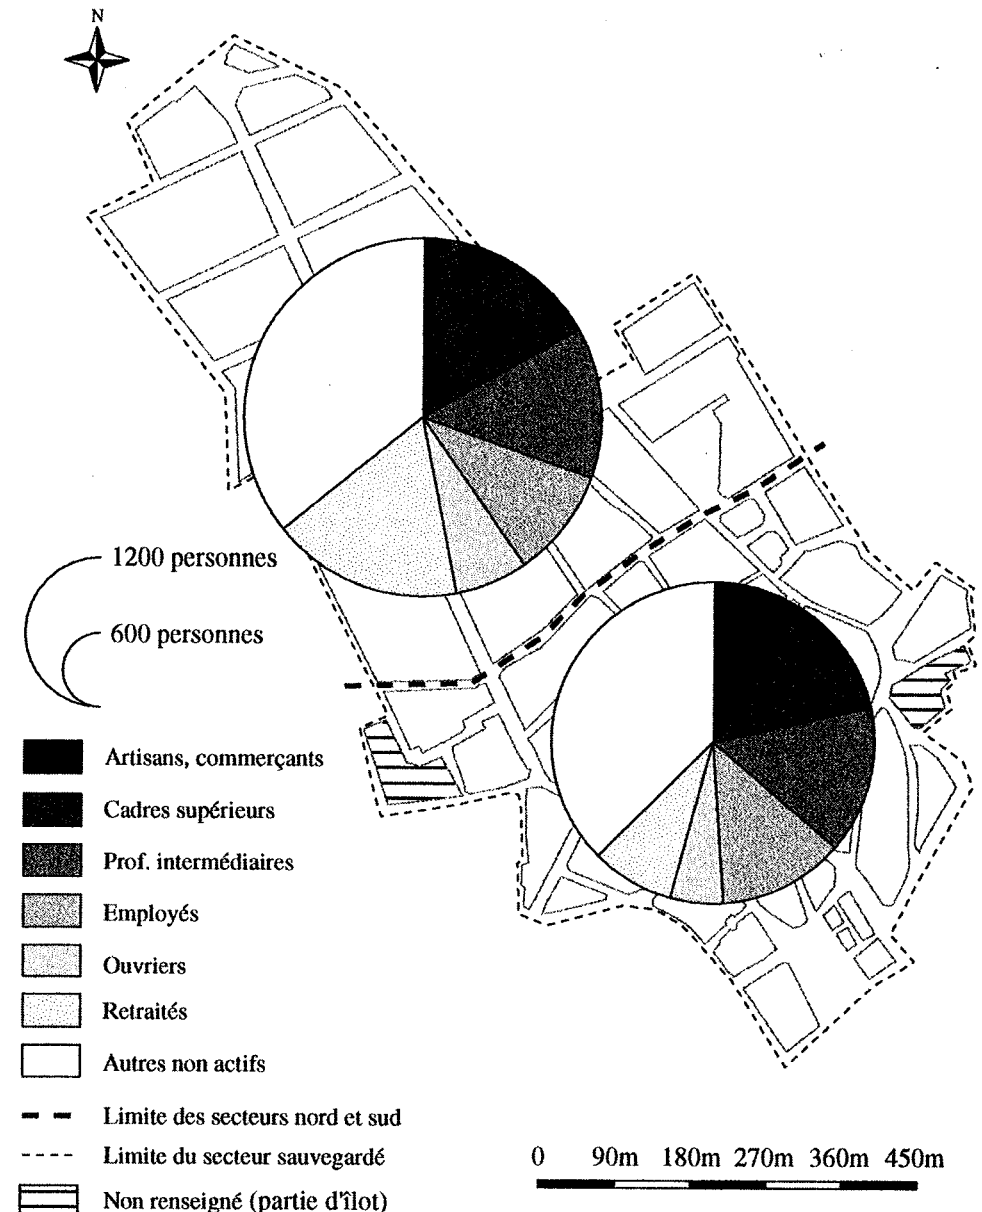 N
1200 personnes
600 personnes
Artisans, commerçants
Cadres supérieurs
Prof. intermédiaires
Employés
Ouvriers
Retraités
Autres non actifs
Limite des secteurs nord et sud
Limite du secteur sauvegardé
Non renseigné (partie d'îlot)
0 90m 180m 270m 360m 450m